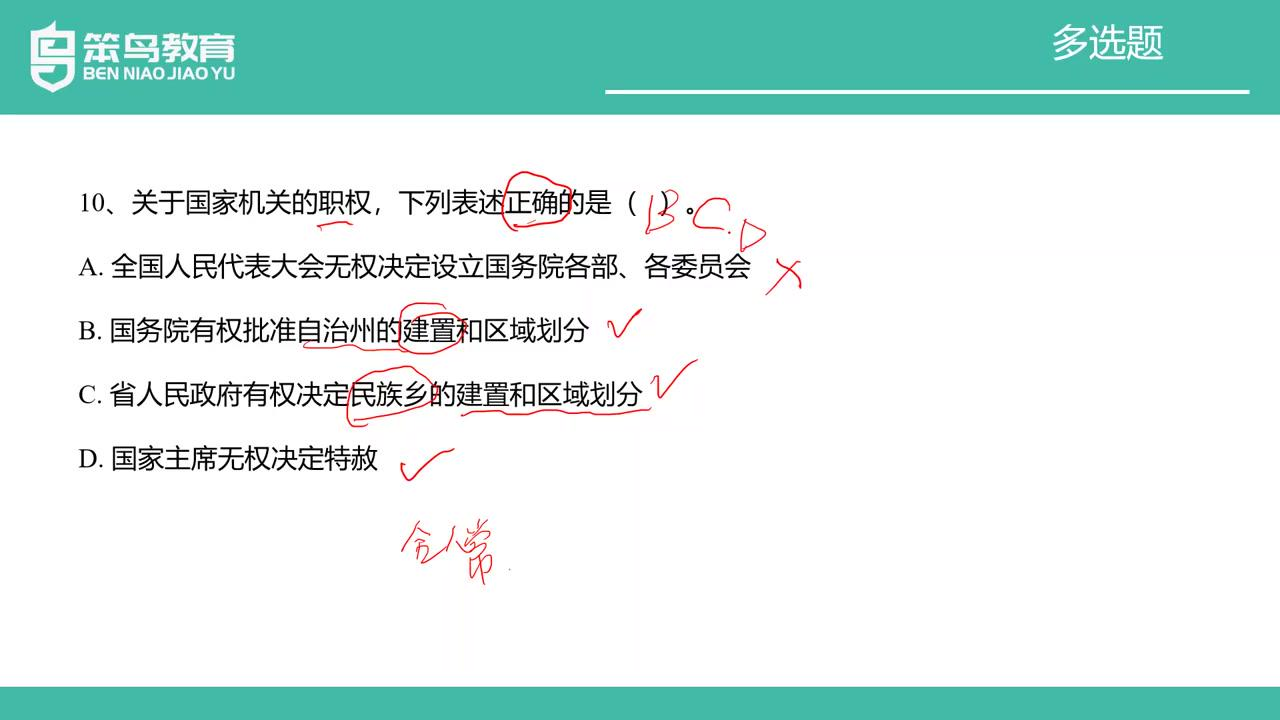 笨鸟教育
BEN NIAO JIAO YU
多选题
10、关于国家机关的职权，下列表述正确的是（ ）。B C D
A. 全国人民代表大会无权决定设立国务院各部、各委员会
B. 国务院有权批准自治州的建置和区域划分
C. 省人民政府有权决定民族乡的建置和区域划分
D. 国家主席无权决定特赦
全人常